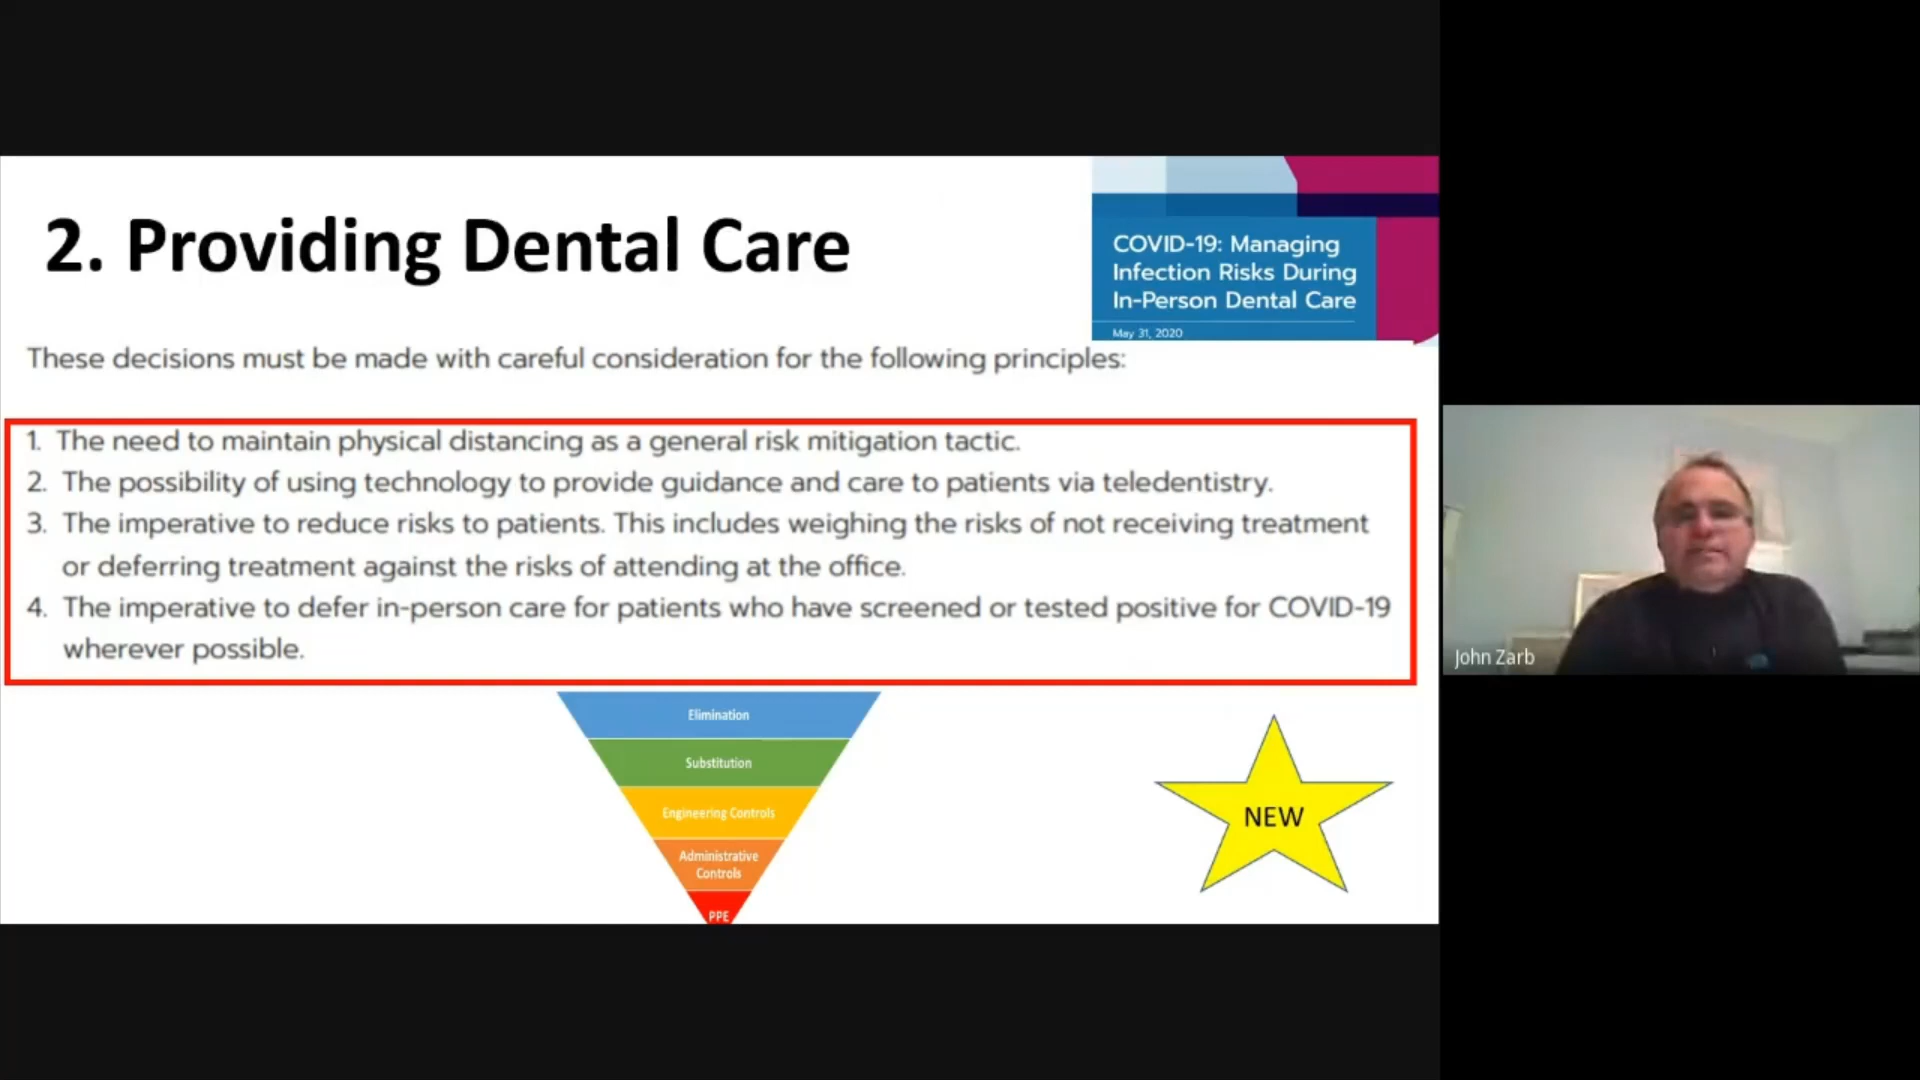 2. Providing Dental Care
COVID-19: Managing
Infection Risks During
In-Person Dental Care
May 31, 2020
These decisions must be made with careful consideration for the following principles:
1. The need to maintain physical distancing as a general risk mitigation tactic.
2. The possibility of using technology to provide guidance and care to patients via teledentistry.
3. The imperative to reduce risks to patients. This includes weighing the risks of not receiving treatment
or deferring treatment against the risks of attending at the office.
4. The imperative to defer in-person care for patients who have screened or tested positive for COVID-19
wherever possible.
Elimination
Substitution
Engineering Controls
Administrative
Controls
PPE
NEW
John Zarb